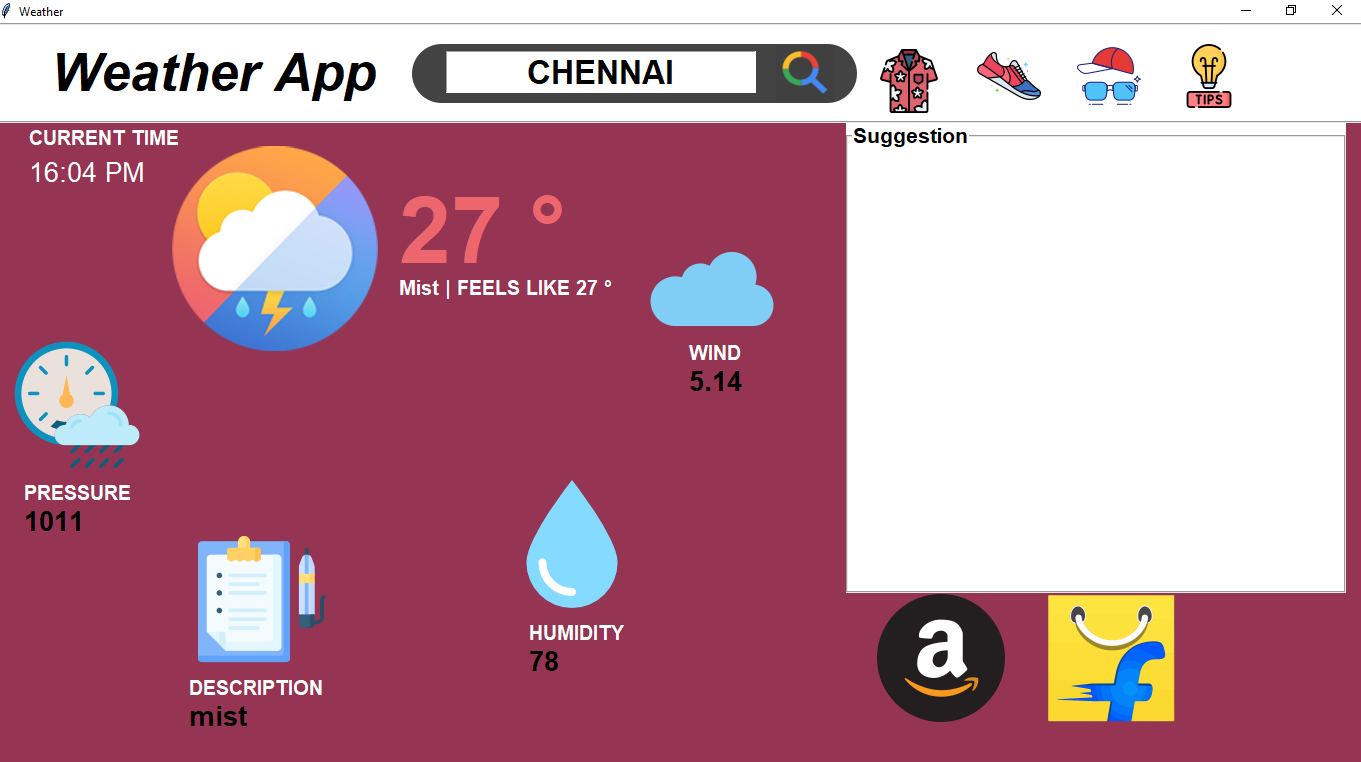 Weather
Weather App
CHENNAI
TIPS
CURRENT TIME
16:04 PM
Suggestion
27 °
Mist | FEELS LIKE 27 °
WIND
5.14
PRESSURE
1011
HUMIDITY
78
DESCRIPTION
mist
a
f